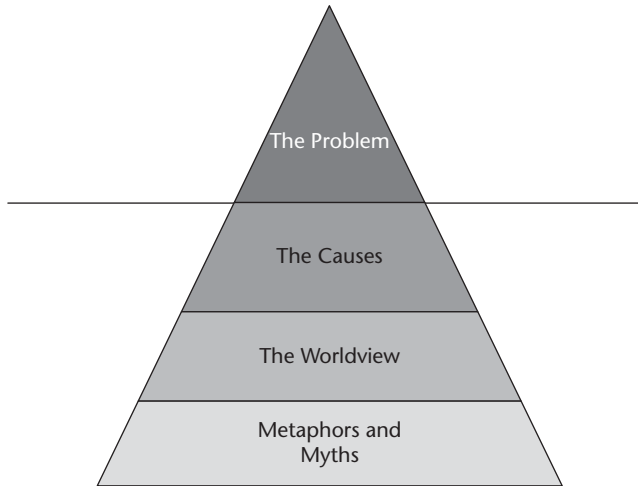 The Problem
The Causes
The Worldview
Metaphors and
Myths